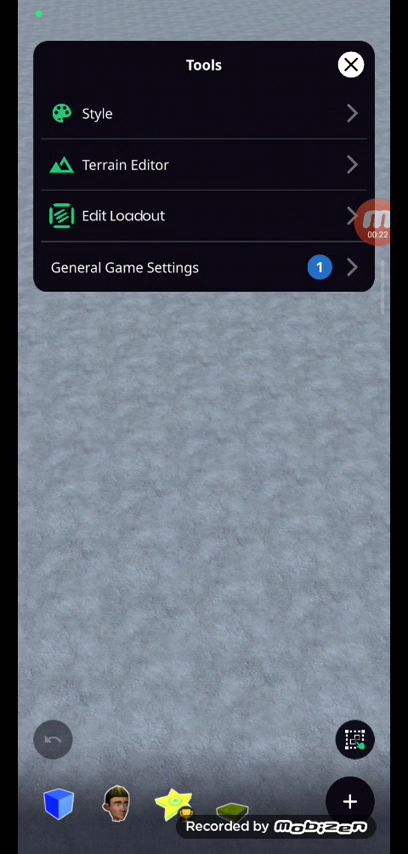 Tools
Style
Terrain Editor
Edit Loadout
00:22
General Game Settings
1
Recorded by mobizen